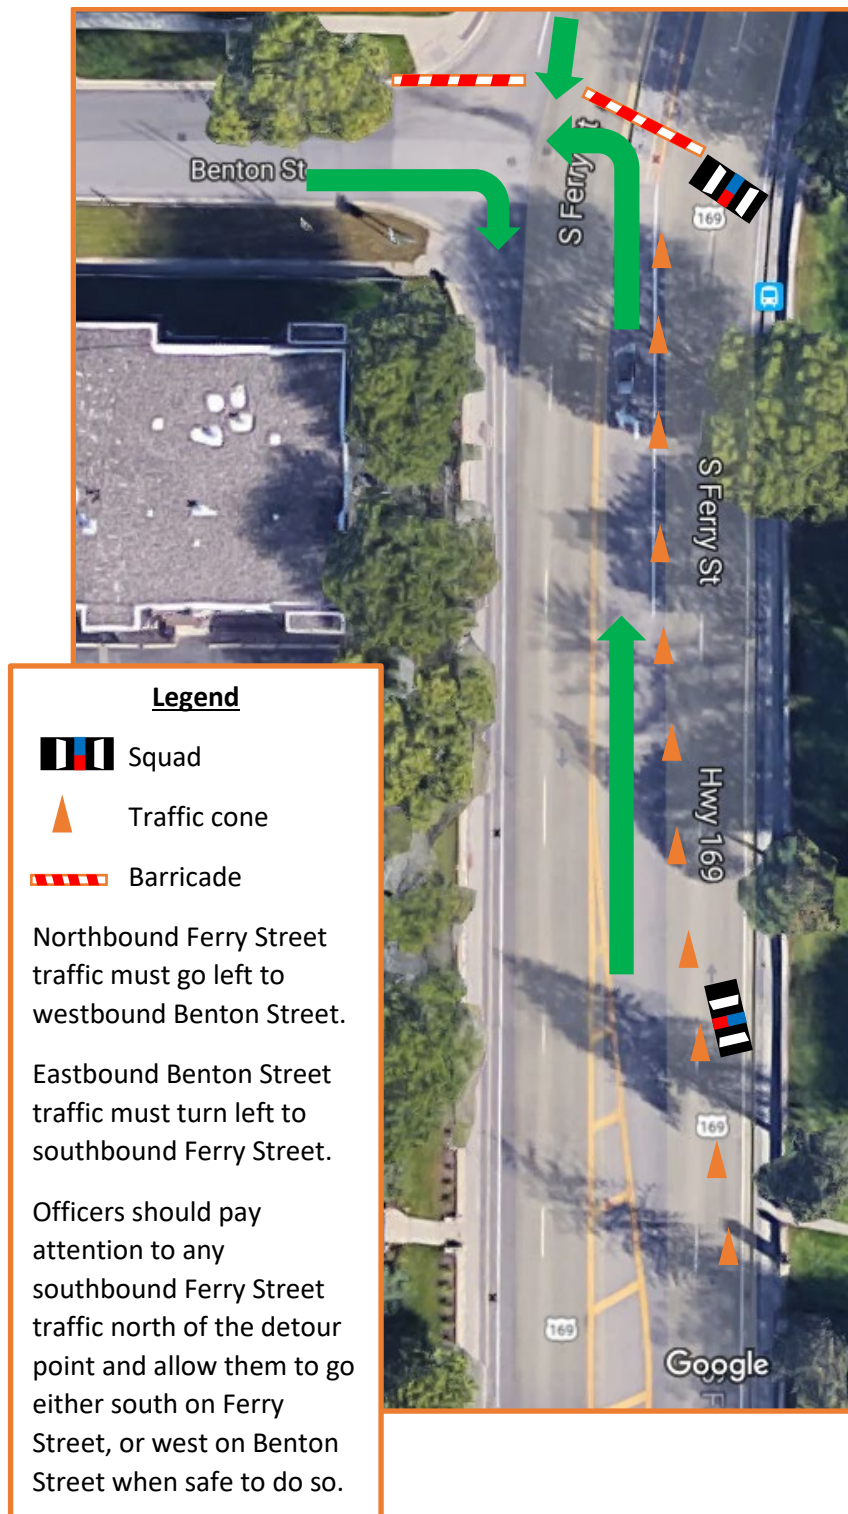 Benton St
S Ferry St
169
S Ferry St
Hwy 169
169
169
Google
Legend
Squad
Traffic cone
Barricade
Northbound Ferry Street
traffic must go left to
westbound Benton Street.
Eastbound Benton Street
traffic must turn left to
southbound Ferry Street.
Officers should pay
attention to any
southbound Ferry Street
traffic north of the detour
point and allow them to go
either south on Ferry
Street, or west on Benton
Street when safe to do so.